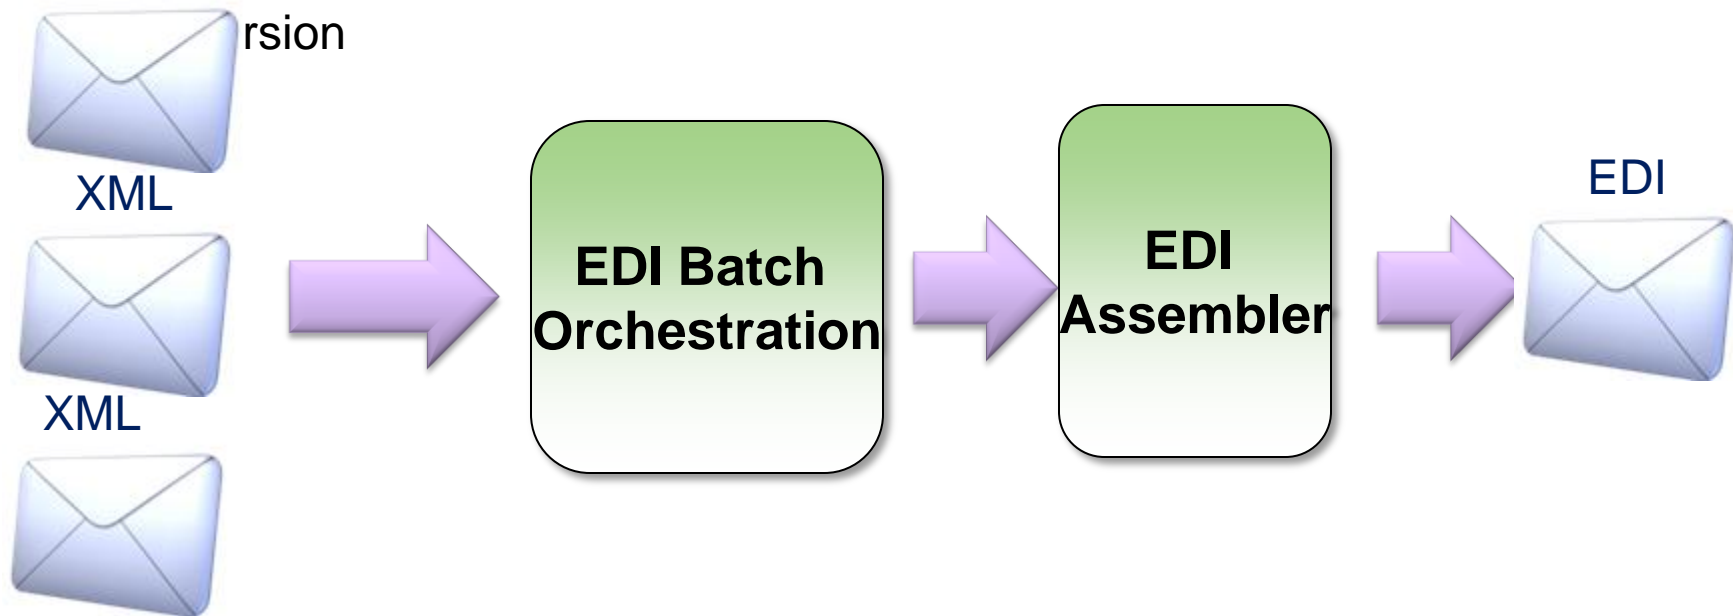 rsion
XML
XML
EDI Batch
Orchestration
EDI
Assembler
EDI